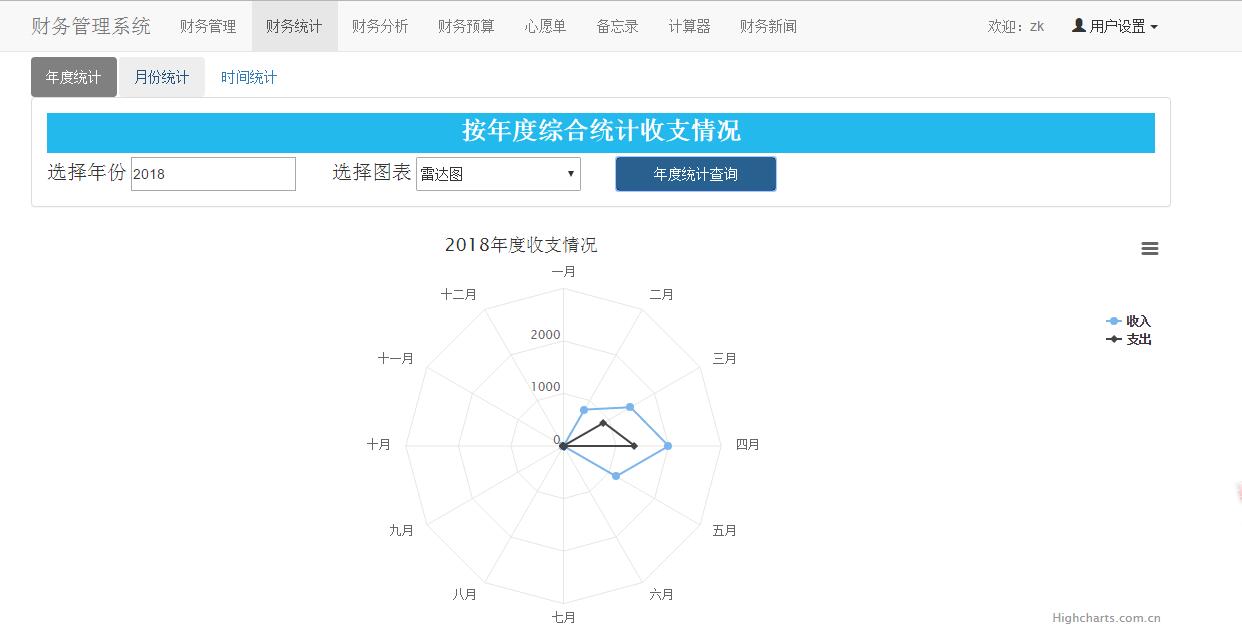 财务管理系统 财务管理 财务统计 财务分析 财务预算 心愿单 备忘录 计算器 财务新闻 欢迎：zk 用户设置
年度统计 月份统计 时间统计
按年度综合统计收支情况
选择年份 2018 选择图表 雷达图 年度统计查询
2018年度收支情况
一月
十二月 二月
收入
2000
支出
十一月 三月
1000
0
十月 四月
九月 五月
八月 六月
七月
Highcharts.com.cn